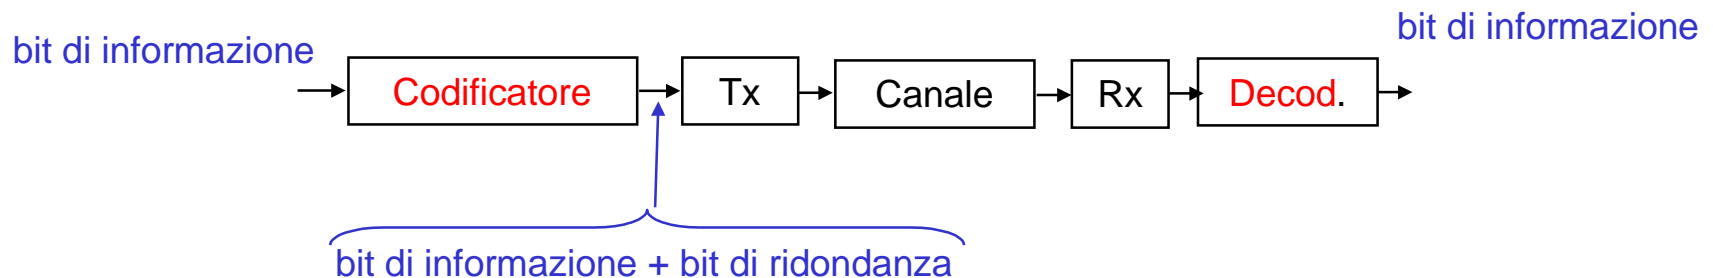 bit di informazione
bit di informazione
Codificatore
Tx
Canale
Rx
Decod.
bit di informazione + bit di ridondanza